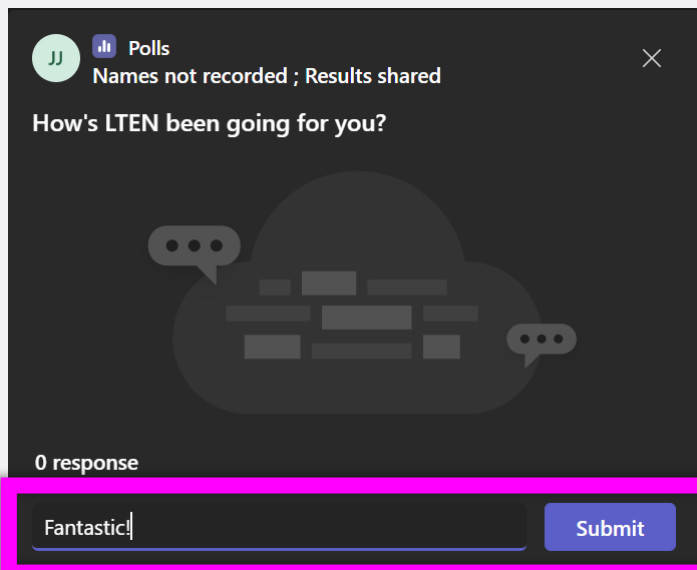 JJ
Polls
Names not recorded ; Results shared
How's LTEN been going for you?
0 response
Fantastic!
Submit